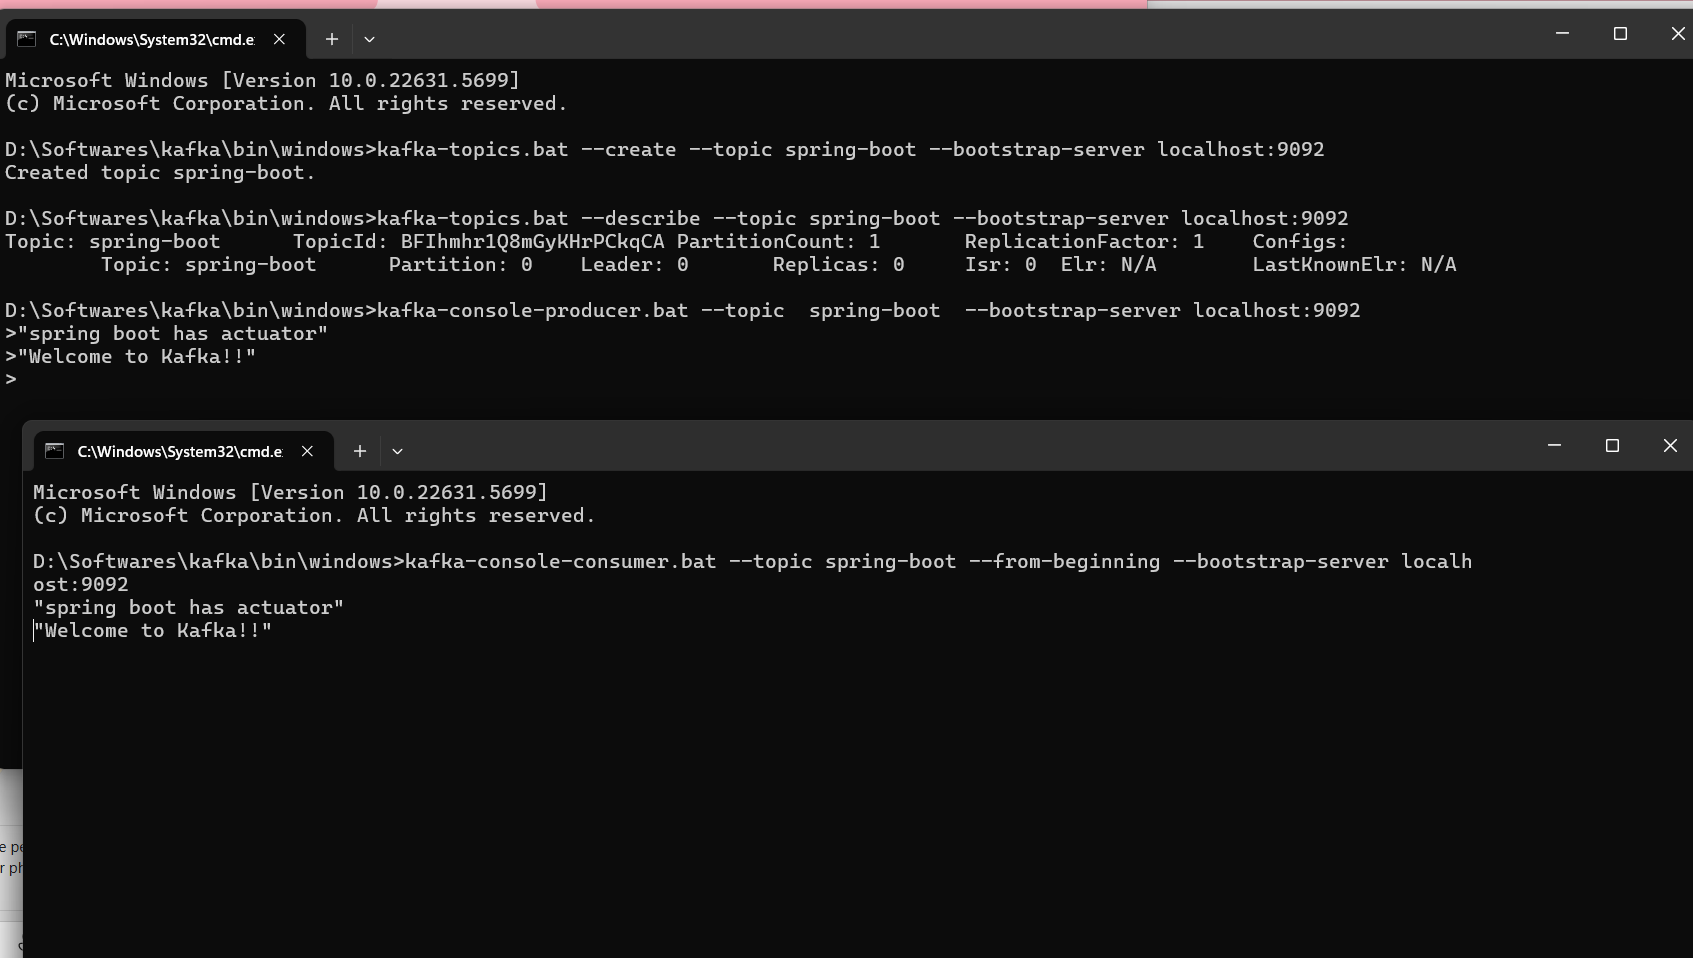 C:\Windows\System32\cmd.e
Microsoft Windows [Version 10.0.22631.5699]
(c) Microsoft Corporation. All rights reserved.
D:\Softwares\kafka\bin\windows>kafka-topics.bat --create --topic spring-boot --bootstrap-server localhost:9092
Created topic spring-boot.
D:\Softwares\kafka\bin\windows>kafka-topics.bat --describe --topic spring-boot --bootstrap-server localhost:9092
Topic: spring-boot TopicId: BFIhmhr1Q8mGyKHrPCkqCA PartitionCount: 1 ReplicationFactor: 1 Configs:
Topic: spring-boot Partition: 0 Leader: 0 Replicas: 0 Isr: 0 Elr: N/A LastKnownElr: N/A
D:\Softwares\kafka\bin\windows>kafka-console-producer.bat --topic  spring-boot  --bootstrap-server localhost:9092
>"spring boot has actuator"
>"Welcome to Kafka!!"
>
C:\Windows\System32\cmd.e
Microsoft Windows [Version 10.0.22631.5699]
(c) Microsoft Corporation. All rights reserved.
D:\Softwares\kafka\bin\windows>kafka-console-consumer.bat --topic spring-boot --from-beginning --bootstrap-server localh
ost:9092
"spring boot has actuator"
"Welcome to Kafka!!"